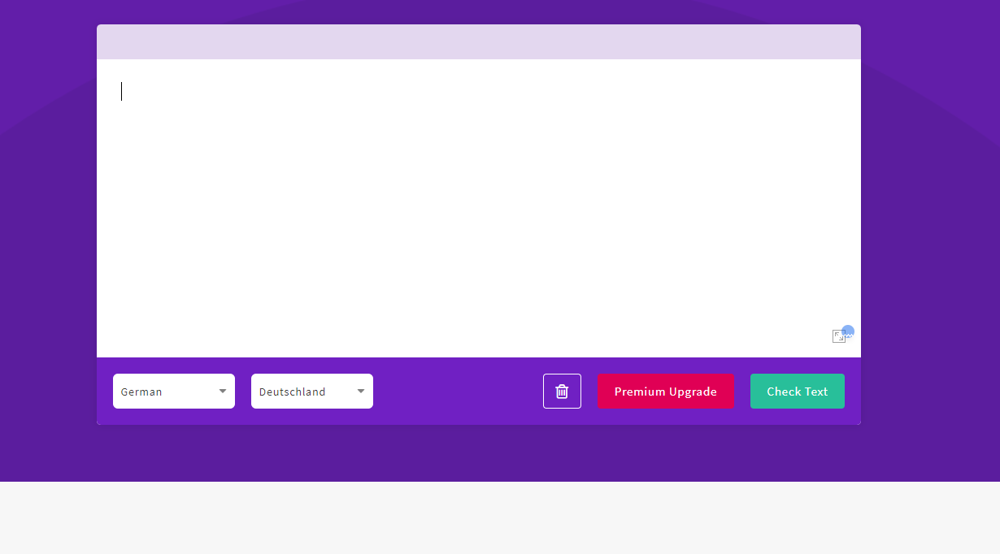 German
Deutschland
Premium Upgrade
Check Text